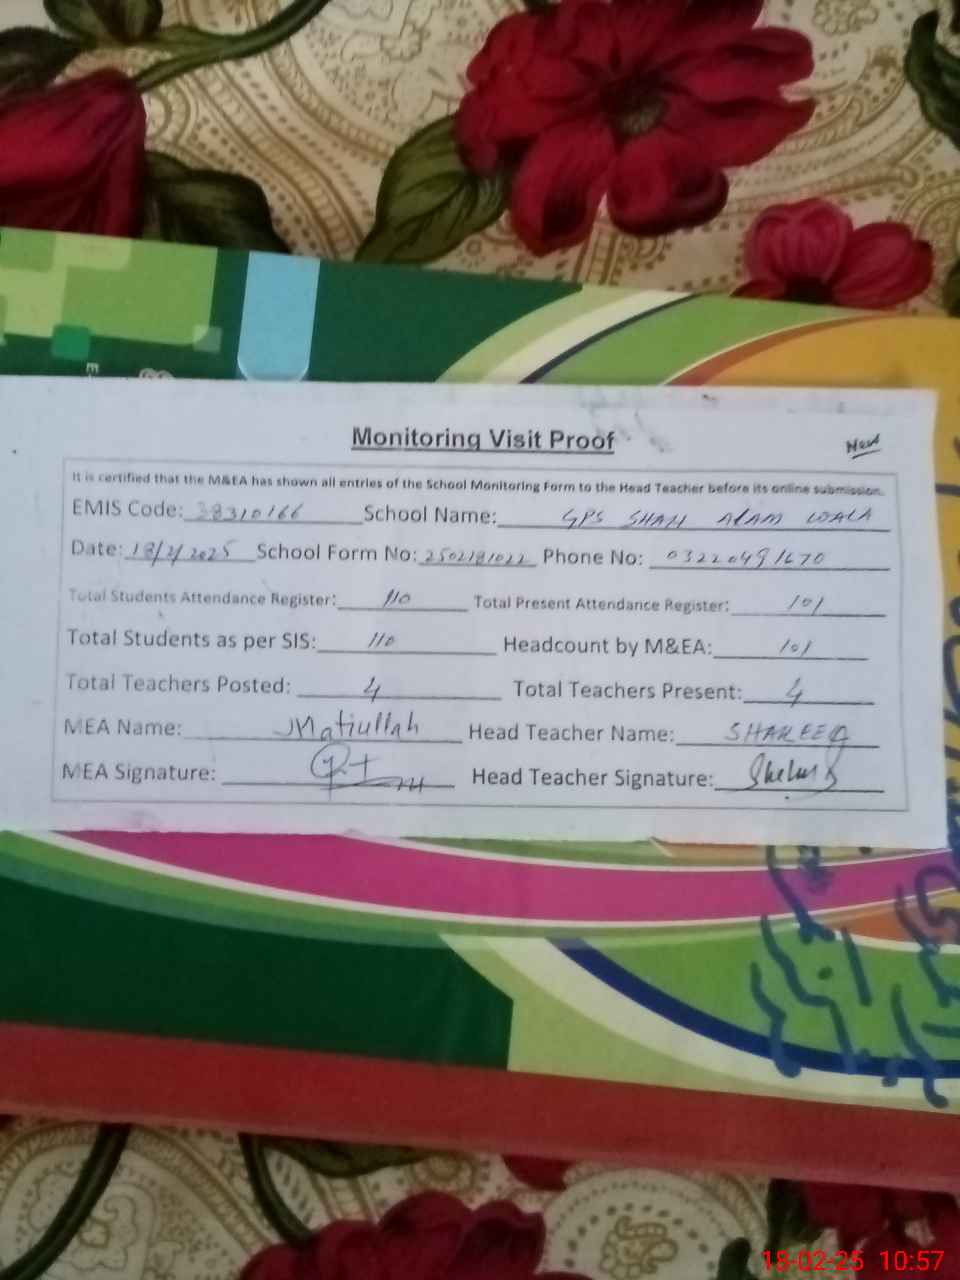 Monitoring Visit Proof
New
It is certified that the M&EA has shown all entries of the School Monitoring Form to the Head Teacher before its online submission.
EMIS Code: 38310166 School Name: GPS SHAH ALAM WALA
Date: 18/2/2025 School Form No: 2502181022 Phone No: 03220491670
Total Students Attendance Register: 110 Total Present Attendance Register: 101
Total Students as per SIS: 110 Headcount by M&EA: 101
Total Teachers Posted: 4 Total Teachers Present: 4
MEA Name: Matiullah Head Teacher Name: SHAKEEL
MEA Signature: Head Teacher Signature:
18-02-25 10:57